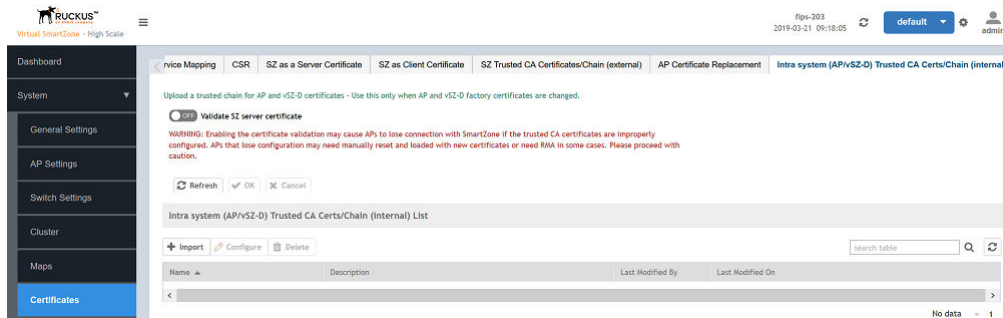 RUCKUS™
Virtual SmartZone - High Scale
fips-203
2019-03-21 09:18:05
default
admin
Dashboard
System
General Settings
AP Settings
Switch Settings
Cluster
Maps
Certificates
rvice Mapping CSR SZ as a Server Certificate SZ as Client Certificate SZ Trusted CA Certificates/Chain (external) AP Certificate Replacement Intra system (AP/vSZ-D) Trusted CA Certs/Chain (internal
Upload a trusted chain for AP and vSZ-D certificates - Use this only when AP and vSZ-D factory certificates are changed.
OFF Validate SZ server certificate
WARNING: Enabling the certificate validation may cause APs to lose connection with SmartZone if the trusted CA certificates are improperly
configured. APs that lose configuration may need manually reset and loaded with new certificates or need RMA in some cases. Please proceed with
caution.
Refresh OK Cancel
Intra system (AP/vSZ-D) Trusted CA Certs/Chain (Internal) List
Import Configure Delete search table
Name Description Last Modified By Last Modified On
No data - 1